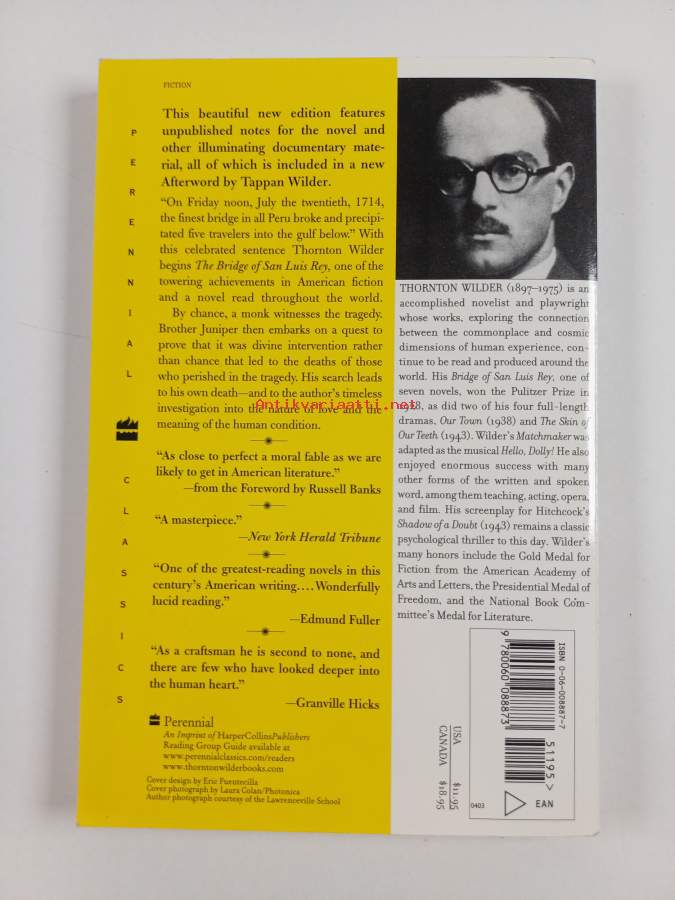 FICTION
PERENNIAL
CLASSICS
This beautiful new edition features
unpublished notes for the novel and
other illuminating documentary mate-
rial, all of which is included in a new
Afterword by Tappan Wilder.
“On Friday noon, July the twentieth, 1714,
the finest bridge in all Peru broke and precipi-
tated five travelers into the gulf below.” With
this celebrated sentence Thornton Wilder
begins The Bridge of San Luis Rey, one of the
towering achievements in American fiction
and a novel read throughout the world.
By chance, a monk witnesses the tragedy.
Brother Juniper then embarks on a quest to
prove that it was divine intervention rather
than chance that led to the deaths of those
who perished in the tragedy. His search leads
to his own death—and to the author's timeless
investigation into the nature of love and the
meaning of the human condition.
“As close to perfect a moral fable as we are
likely to get in American literature.”
—from the Foreword by Russell Banks
“A masterpiece.”
—New York Herald Tribune
“One of the greatest-reading novels in this
century's American writing.…Wonderfully
lucid reading.”
—Edmund Fuller
“As a craftsman he is second to none, and
there are few who have looked deeper into
the human heart.”
—Granville Hicks
Perennial
An Imprint of HarperCollinsPublishers
Reading Group Guide available at
www.perennialclassics.com/readers
www.thorntonwilderbooks.com
Cover design by Eric Fuentecilla
Cover photograph by Laura Colan/Photonica
Author photograph courtesy of the Lawrenceville School
THORNTON WILDER (1897–1975) is an
accomplished novelist and playwright
whose works, exploring the connection
between the commonplace and cosmic
dimensions of human experience, con-
tinue to be read and produced around the
world. His Bridge of San Luis Rey, one of
seven novels, won the Pulitzer Prize in
1928, as did two of his four full-length
dramas, Our Town (1938) and The Skin of
Our Teeth (1943). Wilder's Matchmaker was
adapted as the musical Hello, Dolly! He also
enjoyed enormous success with many
other forms of the written and spoken
word, among them teaching, acting, opera,
and film. His screenplay for Hitchcock's
Shadow of a Doubt (1943) remains a classic
psychological thriller to this day. Wilder's
many honors include the Gold Medal for
Fiction from the American Academy of
Arts and Letters, the Presidential Medal of
Freedom, and the National Book Com-
mittee's Medal for Literature.
ISBN 0-06-008887-7
9 780060 088873
51195>
EAN
USA $11.95
CANADA $18.95
0403
Antikvariaatti.net